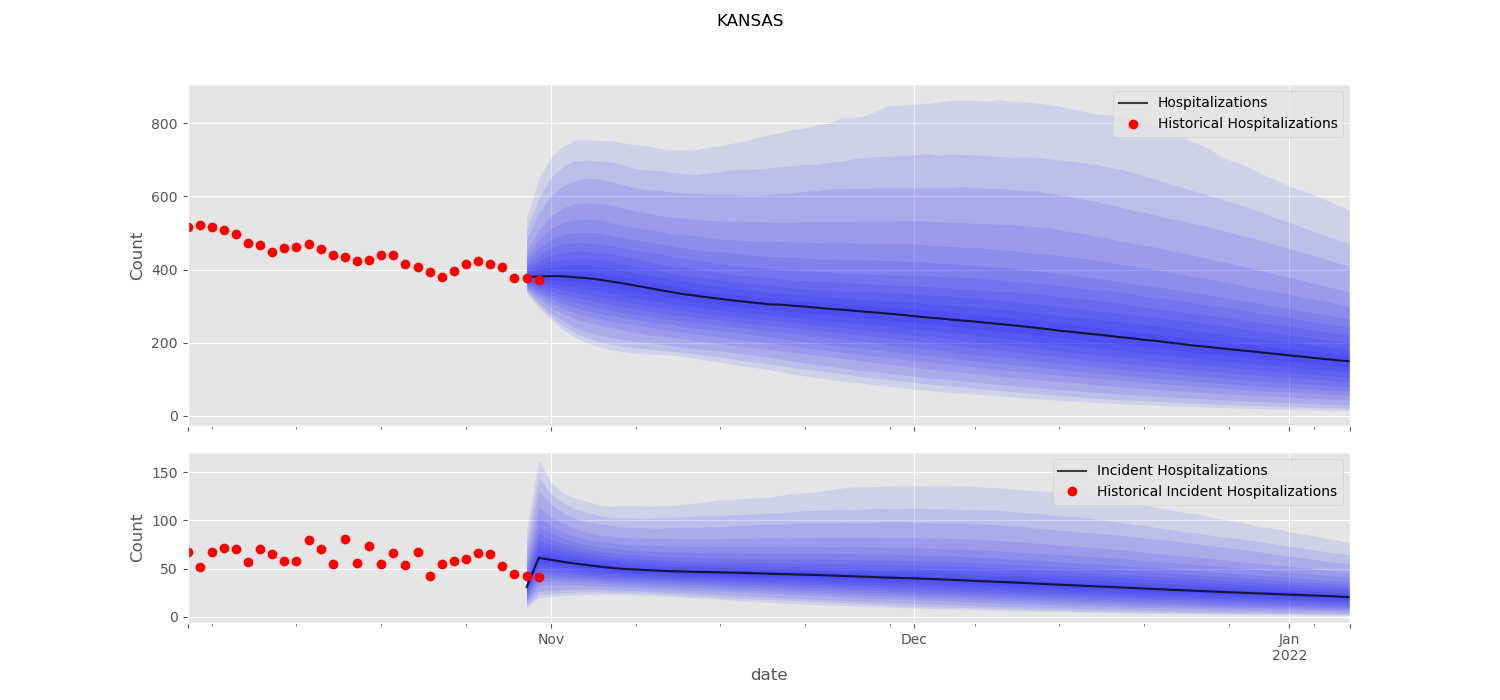 KANSAS
Hospitalizations
Historical Hospitalizations
Count
800
600
400
200
0
Incident Hospitalizations
Historical Incident Hospitalizations
Count
150
100
50
0
Nov
Dec
Jan
2022
date